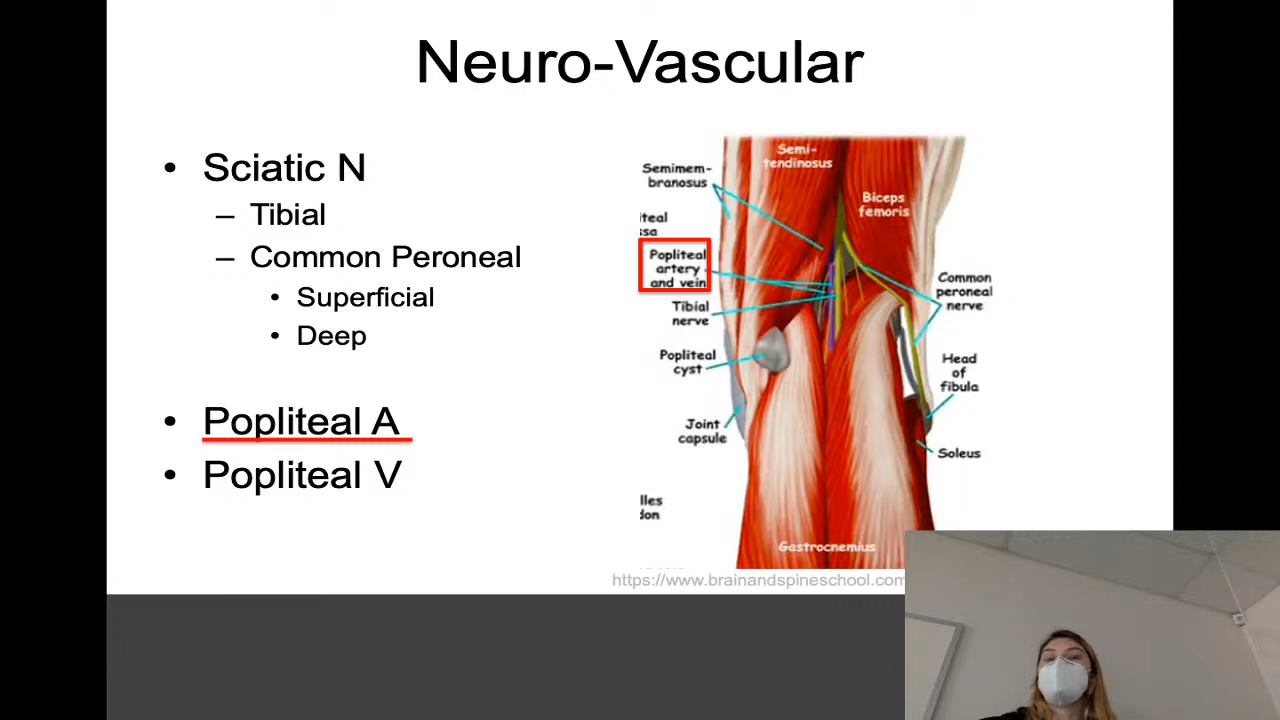 Neuro-Vascular
• Sciatic N
– Tibial
– Common Peroneal
• Superficial
• Deep
• Popliteal A
• Popliteal V
Semi-
tendinosus
Semimem-
branosus
Biceps
femoris
iteal
ssa
Popliteal
artery
and vein
Tibial
nerve
Common
peroneal
nerve
Popliteal
cyst
Head
of
fibula
Joint
capsule
Soleus
lles
don
Gastrocnemius
https://www.brainandspineschool.com